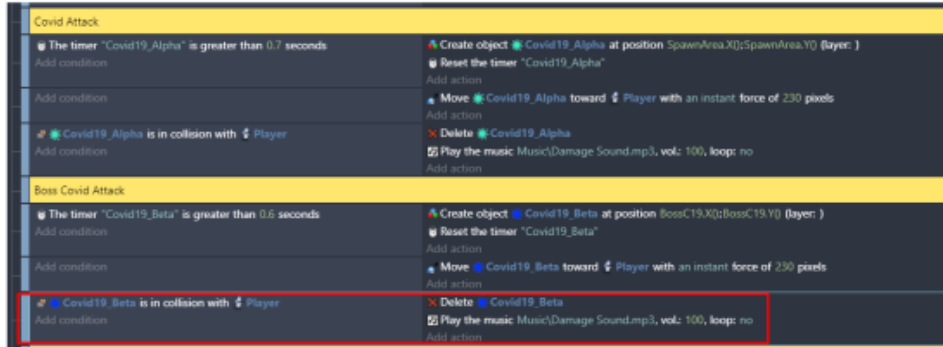 Covid Attack
The timer "Covid19_Alpha" is greater than 0.7 seconds
Add condition
Create object Covid19_Alpha at position SpawnArea.X();SpawnArea.Y() (layer: )
Reset the timer "Covid19_Alpha"
Add action
Add condition
Move Covid19_Alpha toward Player with an instant force of 230 pixels
Add action
Covid19_Alpha is in collision with Player
Add condition
Delete Covid19_Alpha
Play the music Music\Damage Sound.mp3, vol.: 100, loop: no
Add action
Boss Covid Attack
The timer "Covid19_Beta" is greater than 0.6 seconds
Add condition
Create object Covid19_Beta at position BossC19.X();BossC19.Y() (layer: )
Reset the timer "Covid19_Beta"
Add action
Add condition
Move Covid19_Beta toward Player with an instant force of 230 pixels
Add action
Covid19_Beta is in collision with Player
Add condition
Delete Covid19_Beta
Play the music Music\Damage Sound.mp3, vol.: 100, loop: no
Add action